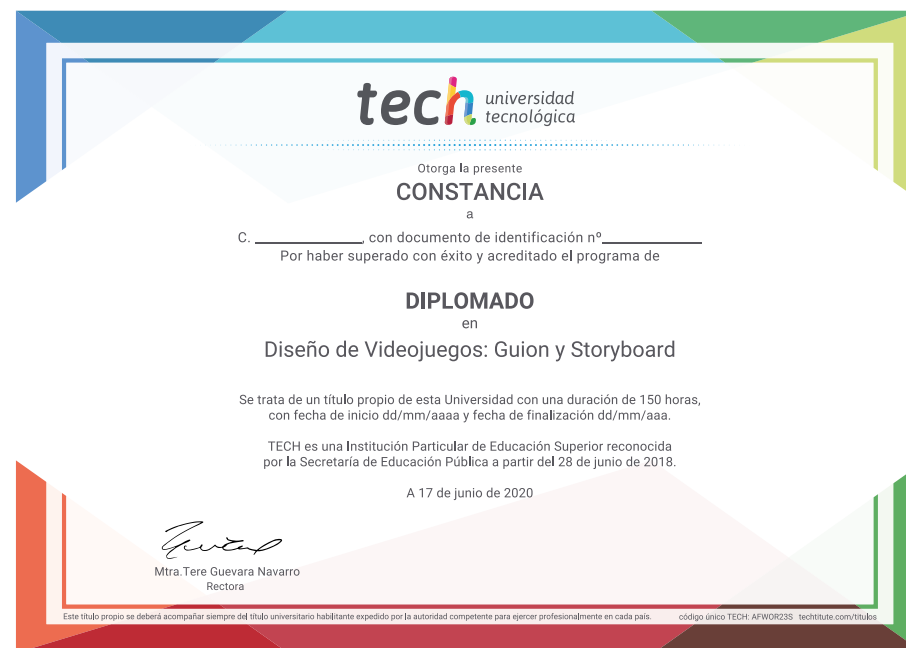 tech universidad
tecnológica
Otorga la presente
CONSTANCIA
a
C. ____________, con documento de identificación nº____________
Por haber superado con éxito y acreditado el programa de
DIPLOMADO
en
Diseño de Videojuegos: Guion y Storyboard
Se trata de un título propio de esta Universidad con una duración de 150 horas,
con fecha de inicio dd/mm/aaaa y fecha de finalización dd/mm/aaa.
TECH es una Institución Particular de Educación Superior reconocida
por la Secretaría de Educación Pública a partir del 28 de junio de 2018.
A 17 de junio de 2020
Mtra.Tere Guevara Navarro
Rectora
Este título propio se deberá acompañar siempre del título universitario habilitante expedido por la autoridad competente para ejercer profesionalmente en cada país. código único TECH: AFWOR23S techtitute.com/titulos